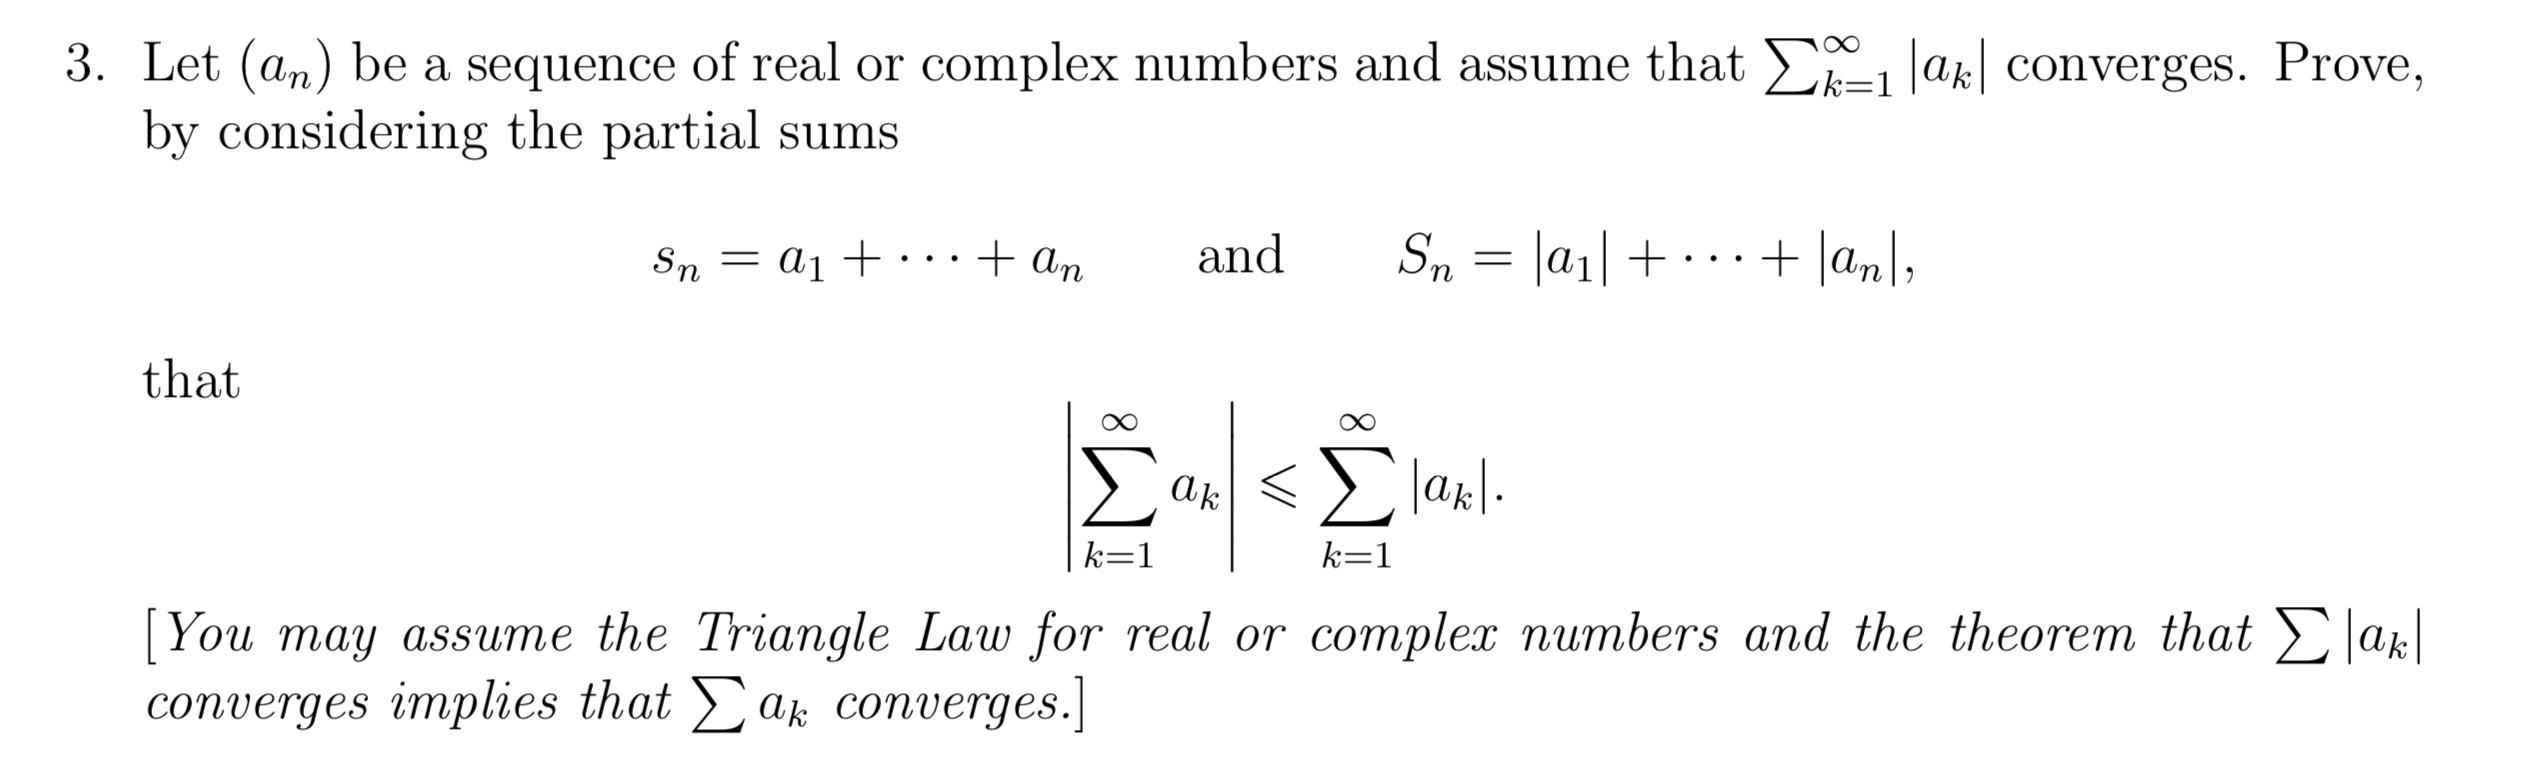 3. Let $(a_n)$ be a sequence of real or complex numbers and assume that $\sum_{k=1}^{\infty} |a_k|$ converges. Prove,
by considering the partial sums
$s_n = a_1 + \cdots + a_n$ and $S_n = |a_1| + \cdots + |a_n|,$
that
$\left| \sum_{k=1}^{\infty} a_k \right| \leqslant \sum_{k=1}^{\infty} |a_k|.$
[You may assume the Triangle Law for real or complex numbers and the theorem that $\sum |a_k|$
converges implies that $\sum a_k$ converges.]